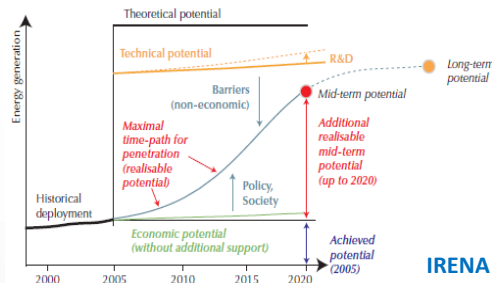 Theoretical potential
Energy generation
Technical potential
R&D
Long-term
potential
Barriers
(non-economic)
Mid-term potential
Maximal
time-path for
penetration
(realisable
potential)
Additional
realisable
mid-term
potential
(up to 2020)
Policy,
Society
Historical
deployment
Economic potential
(without additional support)
Achieved
potential
(2005)
2000
2005
2010
2015
2020
IRENA